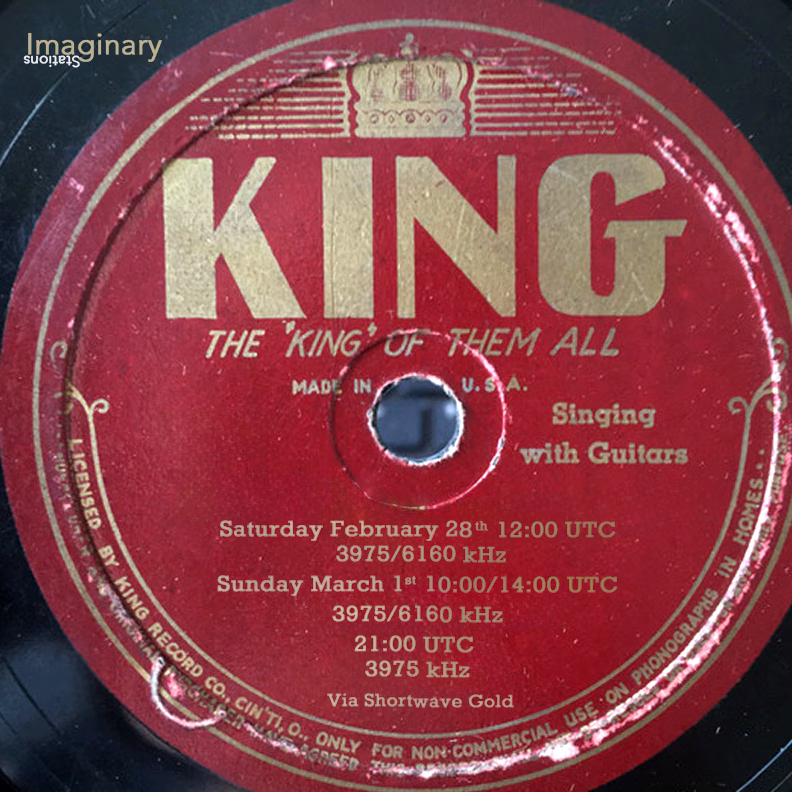 Imaginary
Stations
KING
THE "KING" OF THEM ALL
MADE IN U.S.A.
Singing
with Guitars
Saturday February 28th 12:00 UTC
3975/6160 kHz
Sunday March 1st 10:00/14:00 UTC
3975/6160 kHz
21:00 UTC
3975 kHz
Via Shortwave Gold
LICENSED BY KING RECORD CO., CIN'TI, O., ONLY FOR NON-COMMERCIAL USE ON PHONOGRAPHS IN HOMES..
AGREED THIS